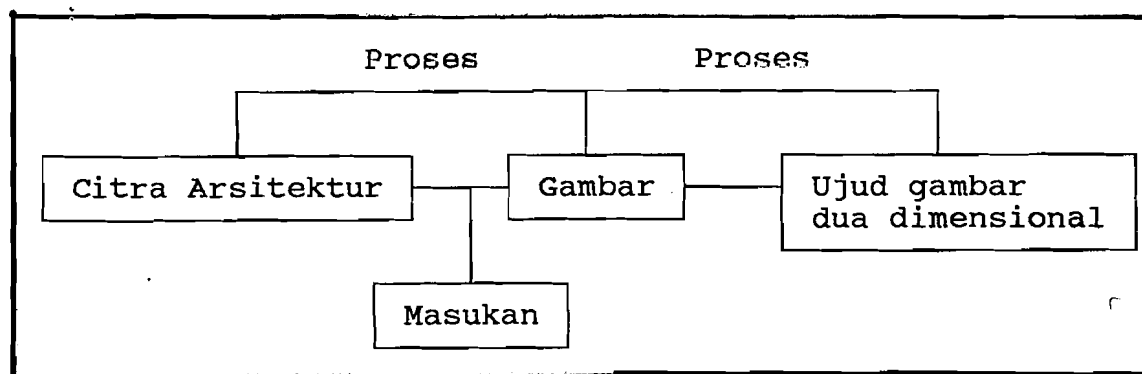 Proses Proses
Citra Arsitektur
Gambar
Ujud gambar
dua dimensional
Masukan